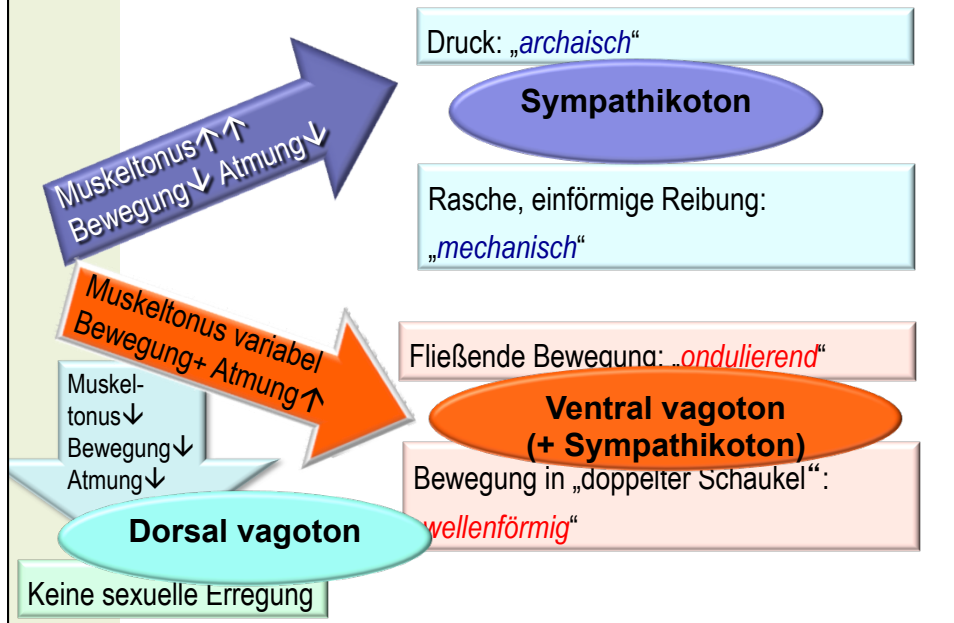 Druck: „archaisch“
Sympathikoton
Muskeltonus↑↑
Bewegung↓ Atmung↓
Rasche, einförmige Reibung:
„mechanisch“
Muskeltonus variabel
Bewegung+ Atmung↑
Fließende Bewegung: „ondulierend“
Ventral vagoton
(+ Sympathikoton)
Bewegung in „doppelter Schaukel“:
wellenförmig“
Muskel-
tonus↓
Bewegung↓
Atmung↓
Dorsal vagoton
Keine sexuelle Erregung